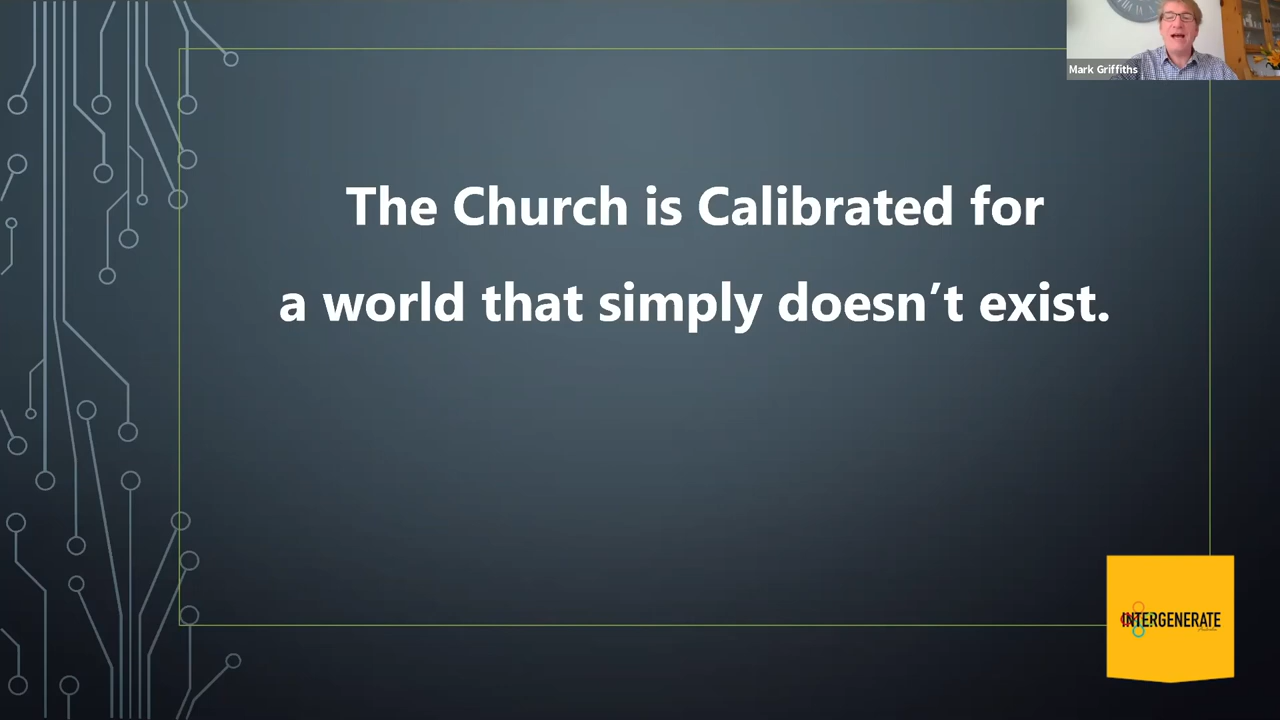 Mark Griffiths
The Church is Calibrated for
a world that simply doesn’t exist.
INTERGENERATE